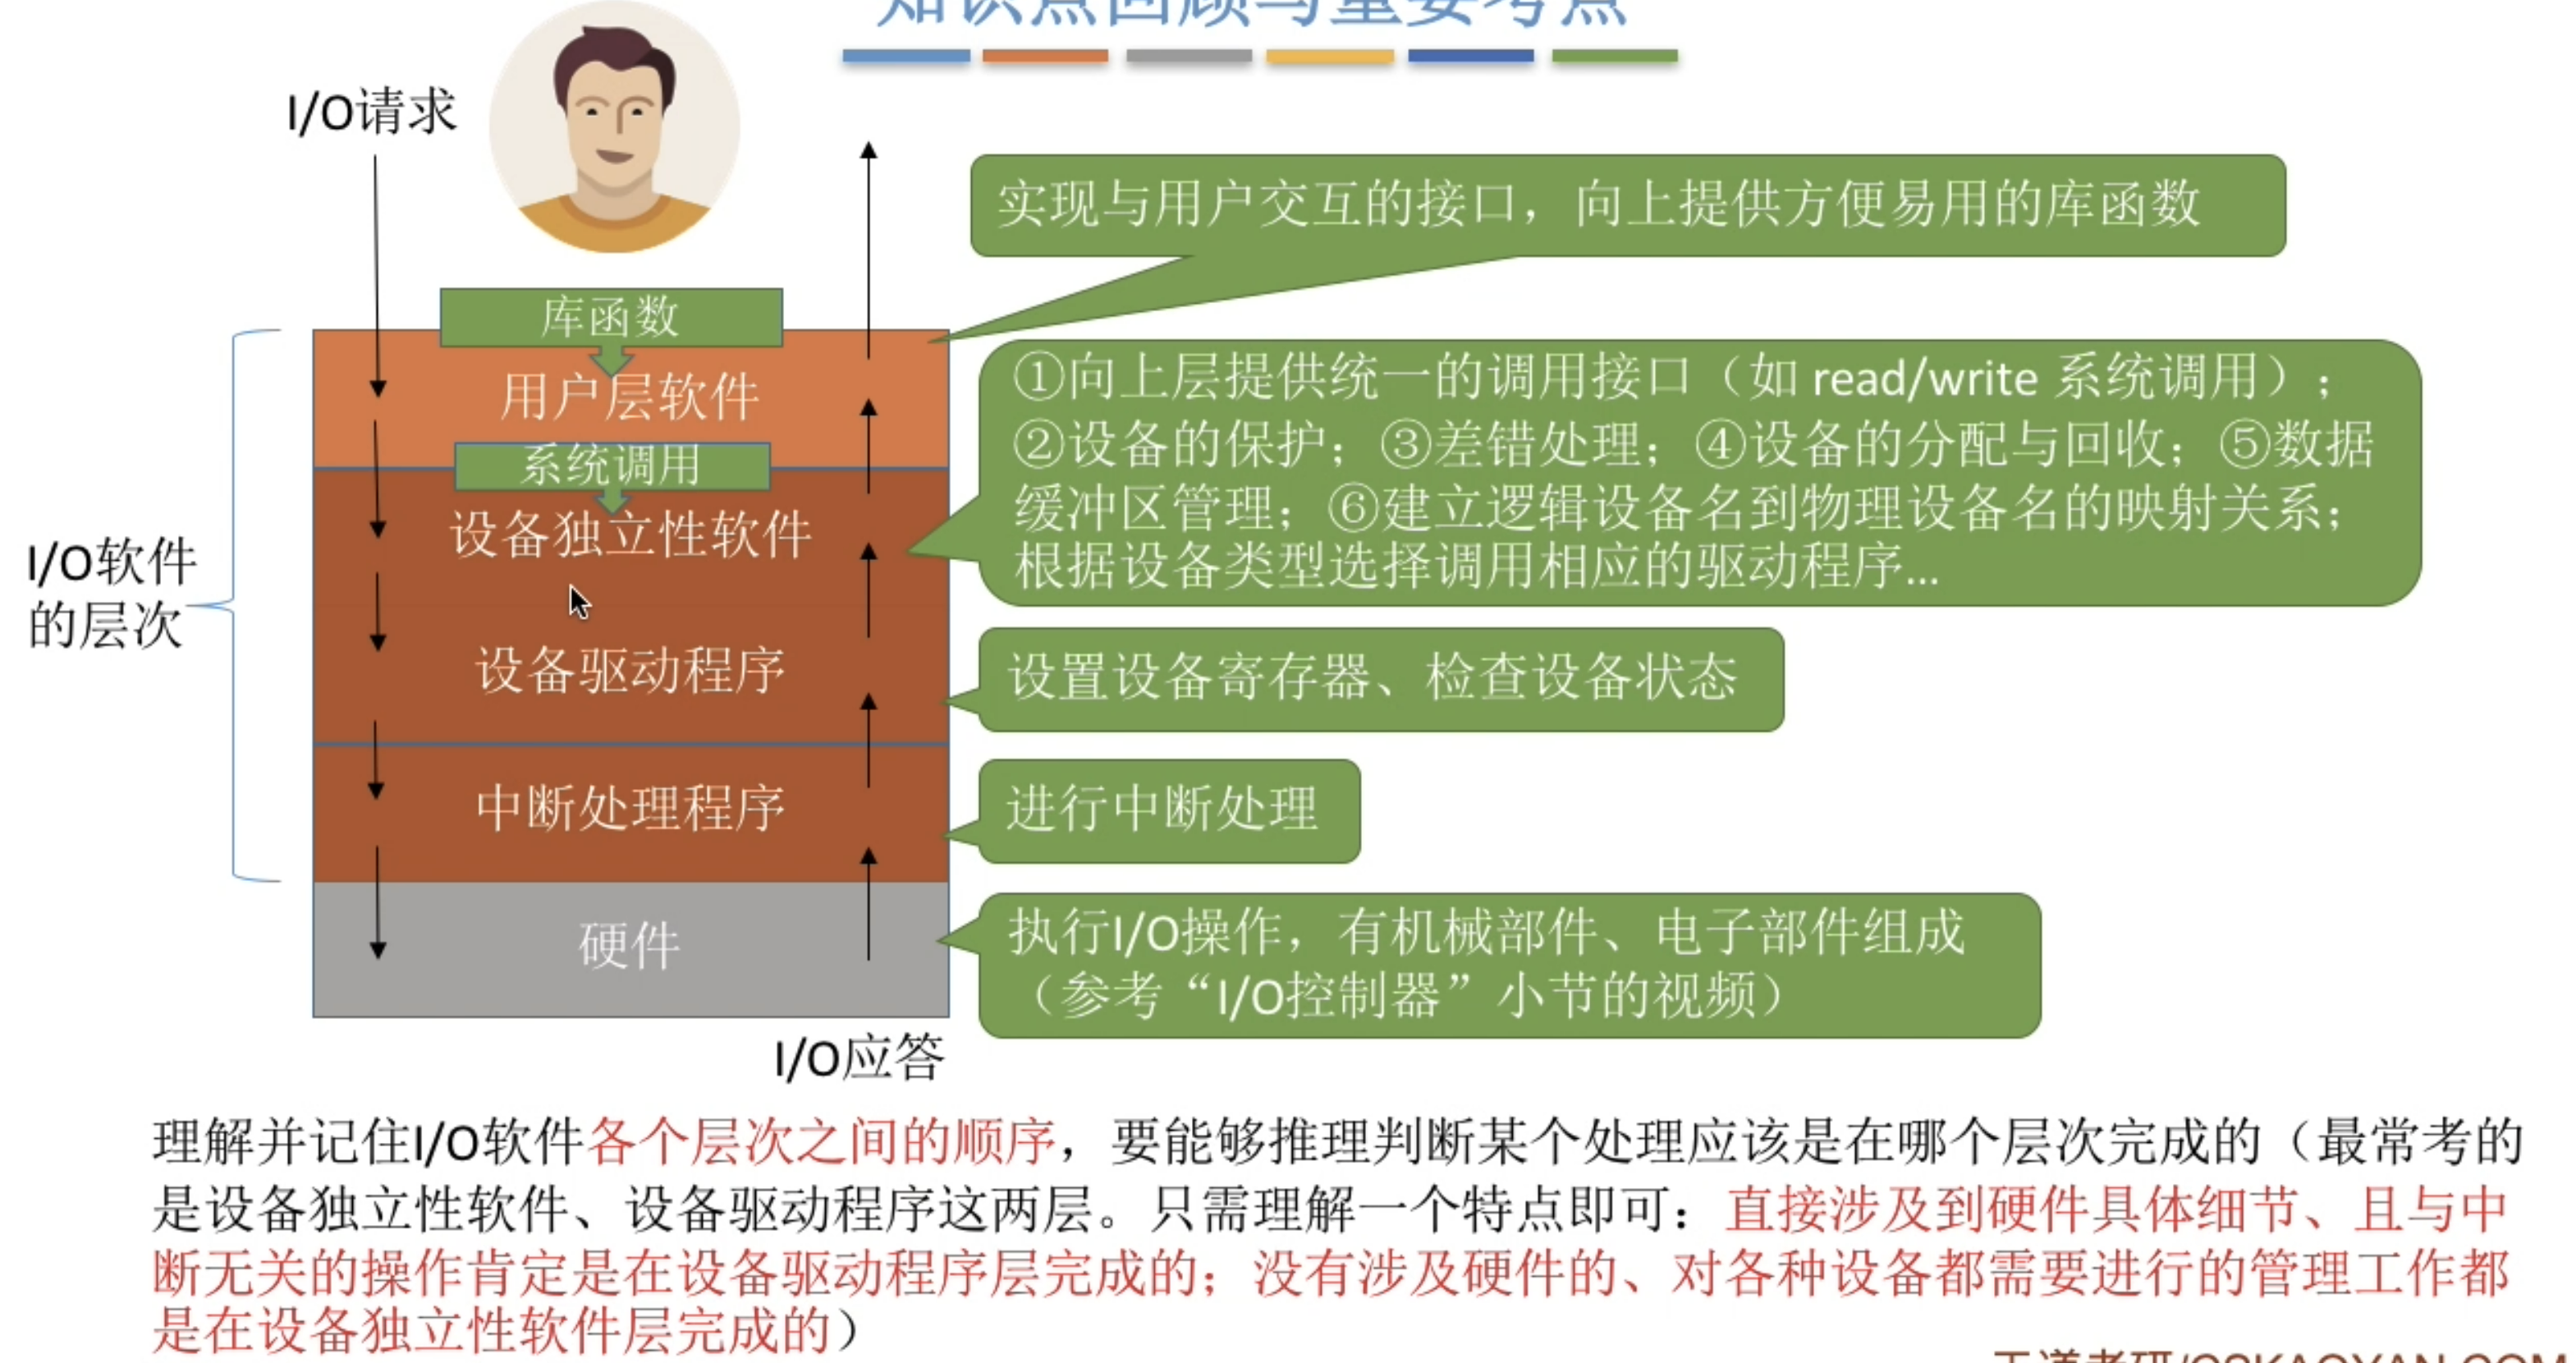 知识点回顾与重要考点
I/O请求
实现与用户交互的接口，向上提供方便易用的库函数
库函数
用户层软件
①向上层提供统一的调用接口（如 read/write 系统调用）；
②设备的保护；③差错处理；④设备的分配与回收；⑤数据
缓冲区管理；⑥建立逻辑设备名到物理设备名的映射关系；
根据设备类型选择调用相应的驱动程序...
系统调用
设备独立性软件
I/O软件
的层次
设备驱动程序
设置设备寄存器、检查设备状态
中断处理程序
进行中断处理
硬件
执行I/O操作，有机械部件、电子部件组成
（参考“I/O控制器”小节的视频）
I/O应答
理解并记住I/O软件各个层次之间的顺序，要能够推理判断某个处理应该是在哪个层次完成的（最常考的
是设备独立性软件、设备驱动程序这两层。只需理解一个特点即可：直接涉及到硬件具体细节、且与中
断无关的操作肯定是在设备驱动程序层完成的；没有涉及硬件的、对各种设备都需要进行的管理工作都
是在设备独立性软件层完成的）
王道考研/CSKAOYAN.COM